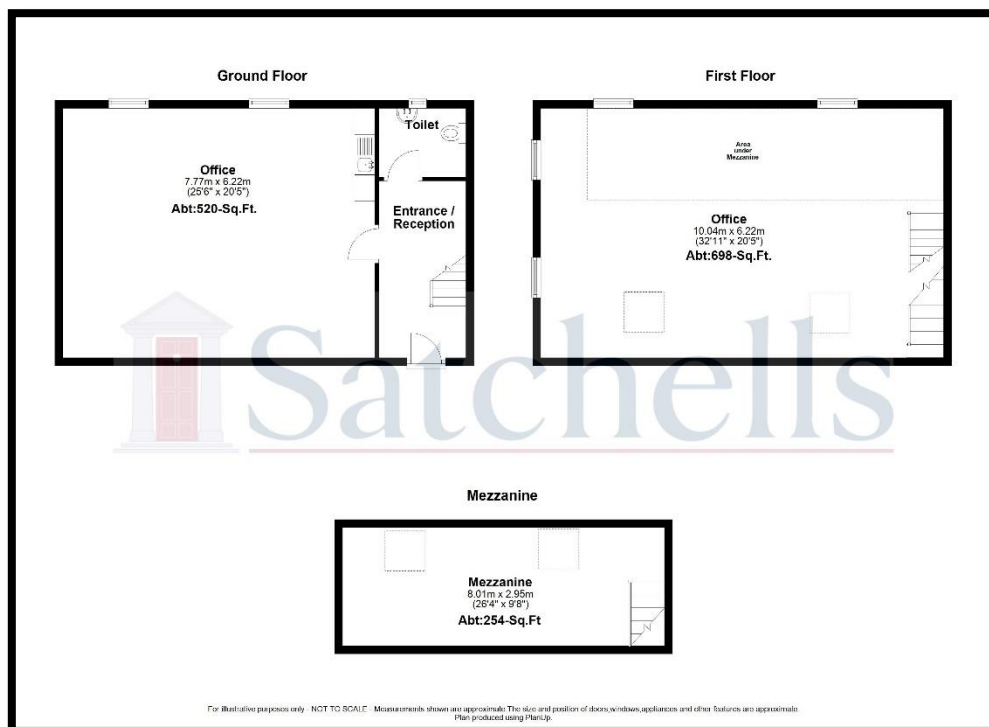 Ground Floor
First Floor
Toilet
Area
under
Mezzanine
Office
7.77m x 6.22m
(25'6" x 20'5")
Abt:520-Sq.Ft.
Entrance /
Reception
Office
10.04m x 6.22m
(32'11" x 20'5")
Abt:698-Sq.Ft.
Satchells
Mezzanine
Mezzanine
8.01m x 2.95m
(26'4" x 9'8")
Abt:254-Sq.Ft
For illustrative purposes only - NOT TO SCALE - Measurements shown are approximate The size and position of doors,windows,appliances and other features are approximate.
Plan produced using PlanUp.